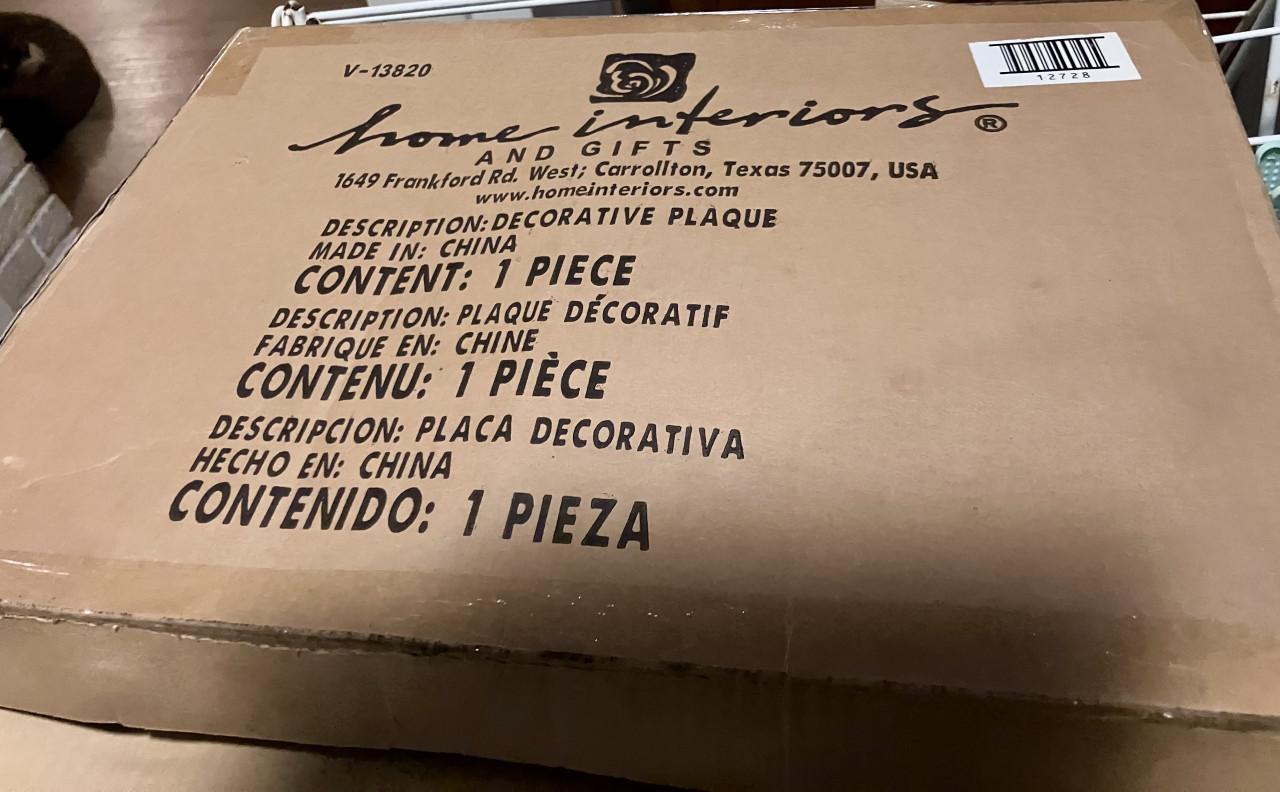 V-13820
12728
home interiors ®
AND GIFTS
1649 Frankford Rd. West; Carrollton, Texas 75007, USA
www.homeinteriors.com
DESCRIPTION: DECORATIVE PLAQUE
MADE IN: CHINA
CONTENT: 1 PIECE
DESCRIPTION: PLAQUE DÉCORATIF
FABRIQUE EN: CHINE
CONTENU: 1 PIÈCE
DESCRIPCION: PLACA DECORATIVA
HECHO EN: CHINA
CONTENIDO: 1 PIEZA